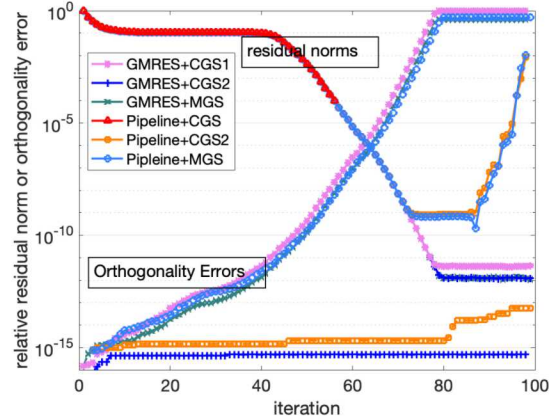 relative residual norm or orthogonality error
10^0
10^-5
10^-10
10^-15
residual norms
GMRES+CGS1
GMRES+CGS2
GMRES+MGS
Pipeline+CGS
Pipeline+CGS2
Pipleine+MGS
Orthogonality Errors
0 20 40 60 80 100
iteration